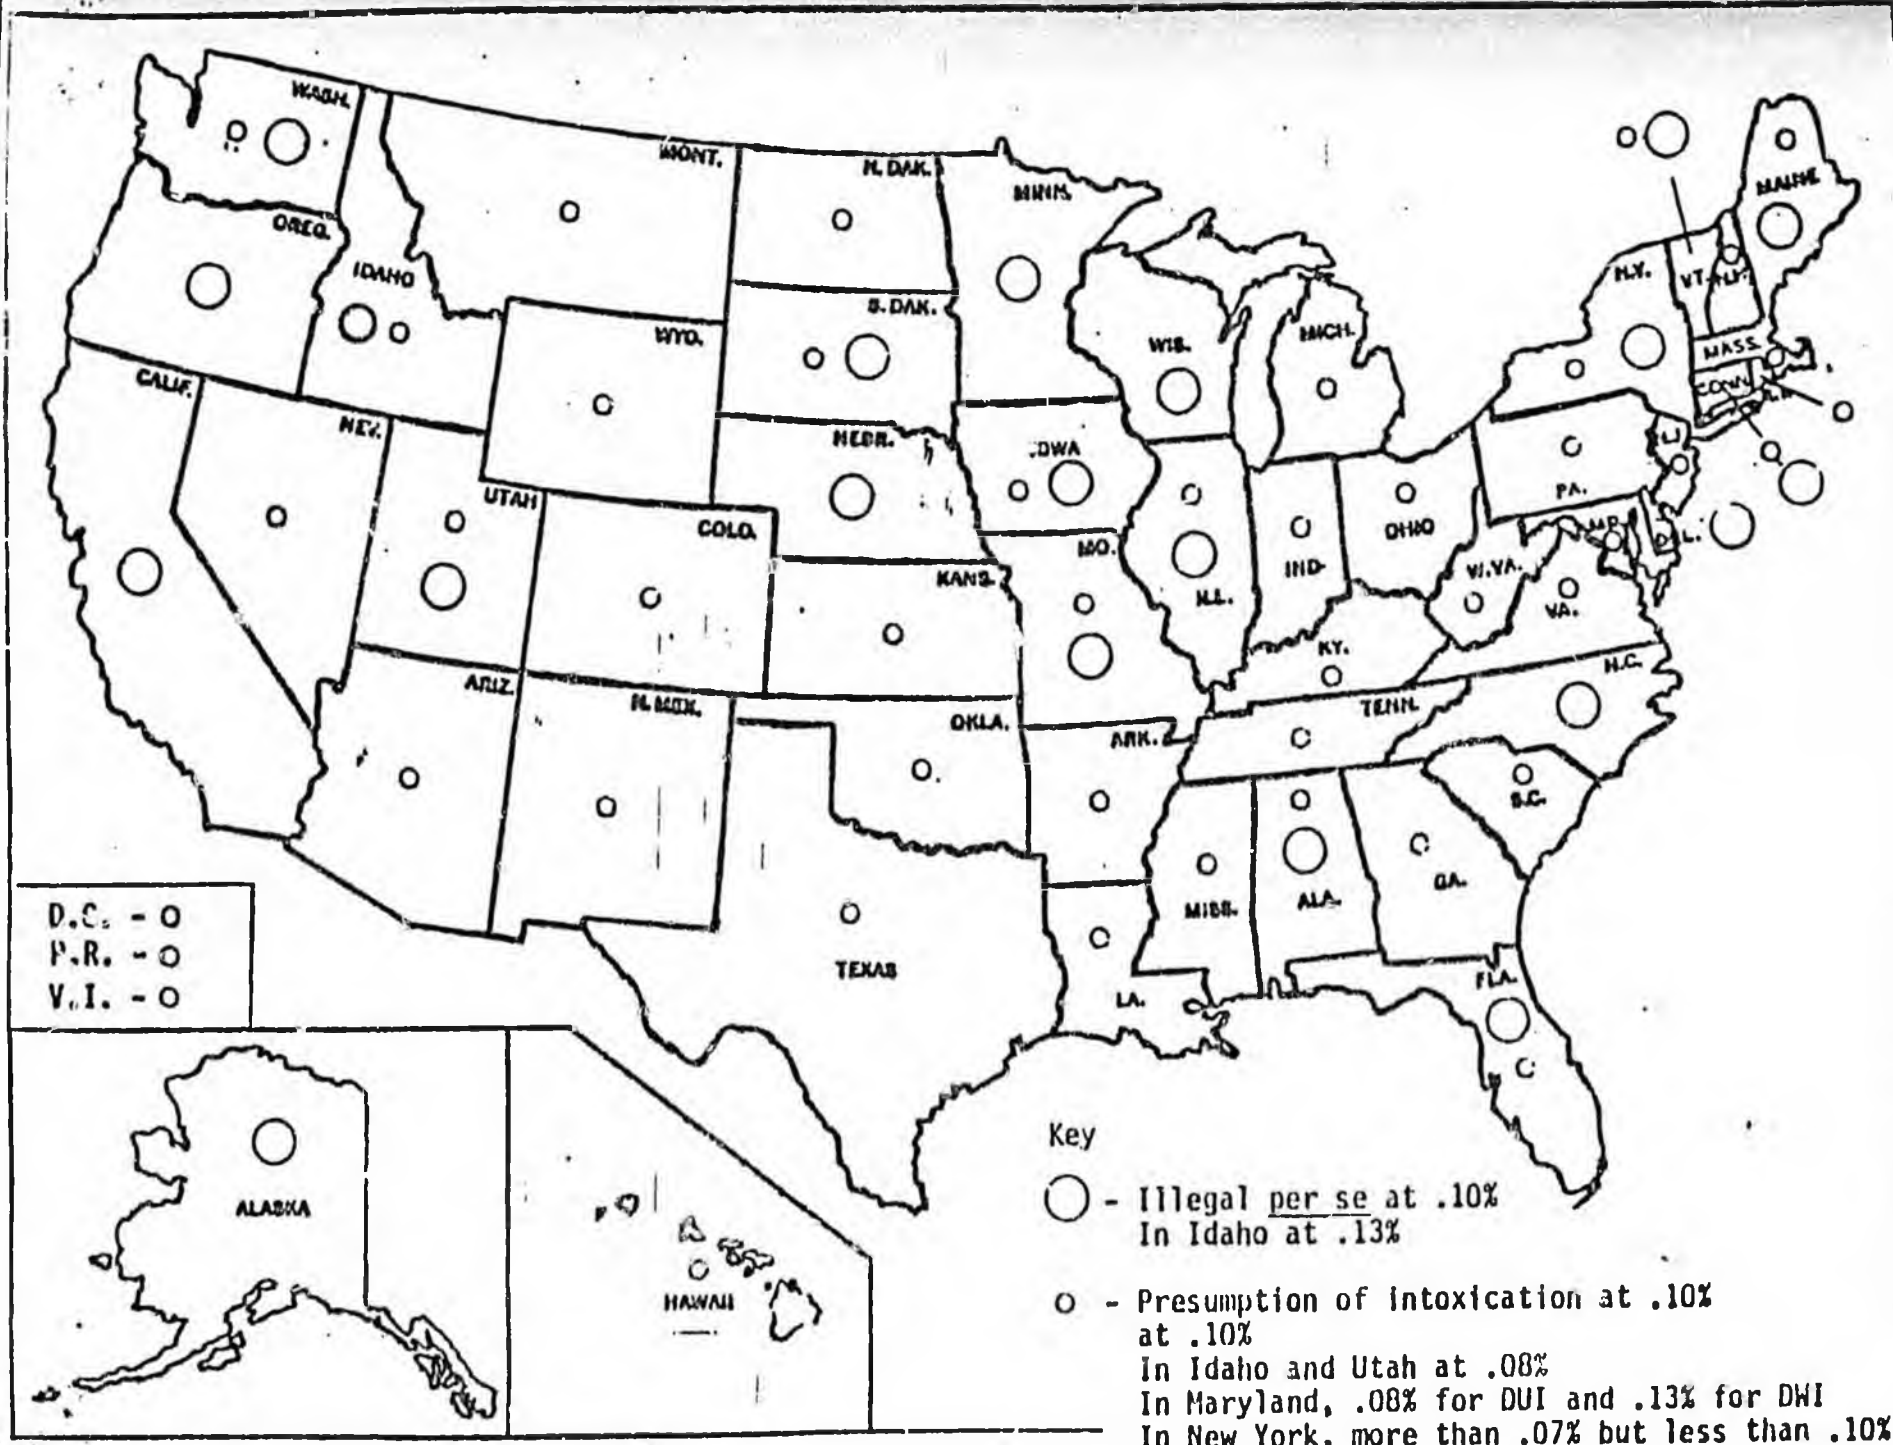 WASH.
MONT.
N. DAK.
MINN.
MAINE
OREG.
IDAHO
S. DAK.
WYO.
WIS.
MICH.
N.Y.
VT.
N.H.
MASS.
CONN.
R.I.
CALIF.
NEV.
UTAH
COLO.
NEBR.
IOWA
ILL.
IND.
OHIO
PA.
N.J.
MD.
DEL.
W.VA.
VA.
KANS.
MO.
KY.
N.C.
TENN.
ARIZ.
N. MEX.
OKLA.
ARK.
S.C.
MISS.
ALA.
GA.
TEXAS
LA.
FLA.
D.C. - O
P.R. - O
V.I. - O
ALASKA
HAWAII
Key
- Illegal per se at .10%
In Idaho at .13%
- Presumption of intoxication at .10%
at .10%
In Idaho and Utah at .08%
In Maryland, .08% for DUI and .13% for DWI
In New York, more than .07% but less than .10%